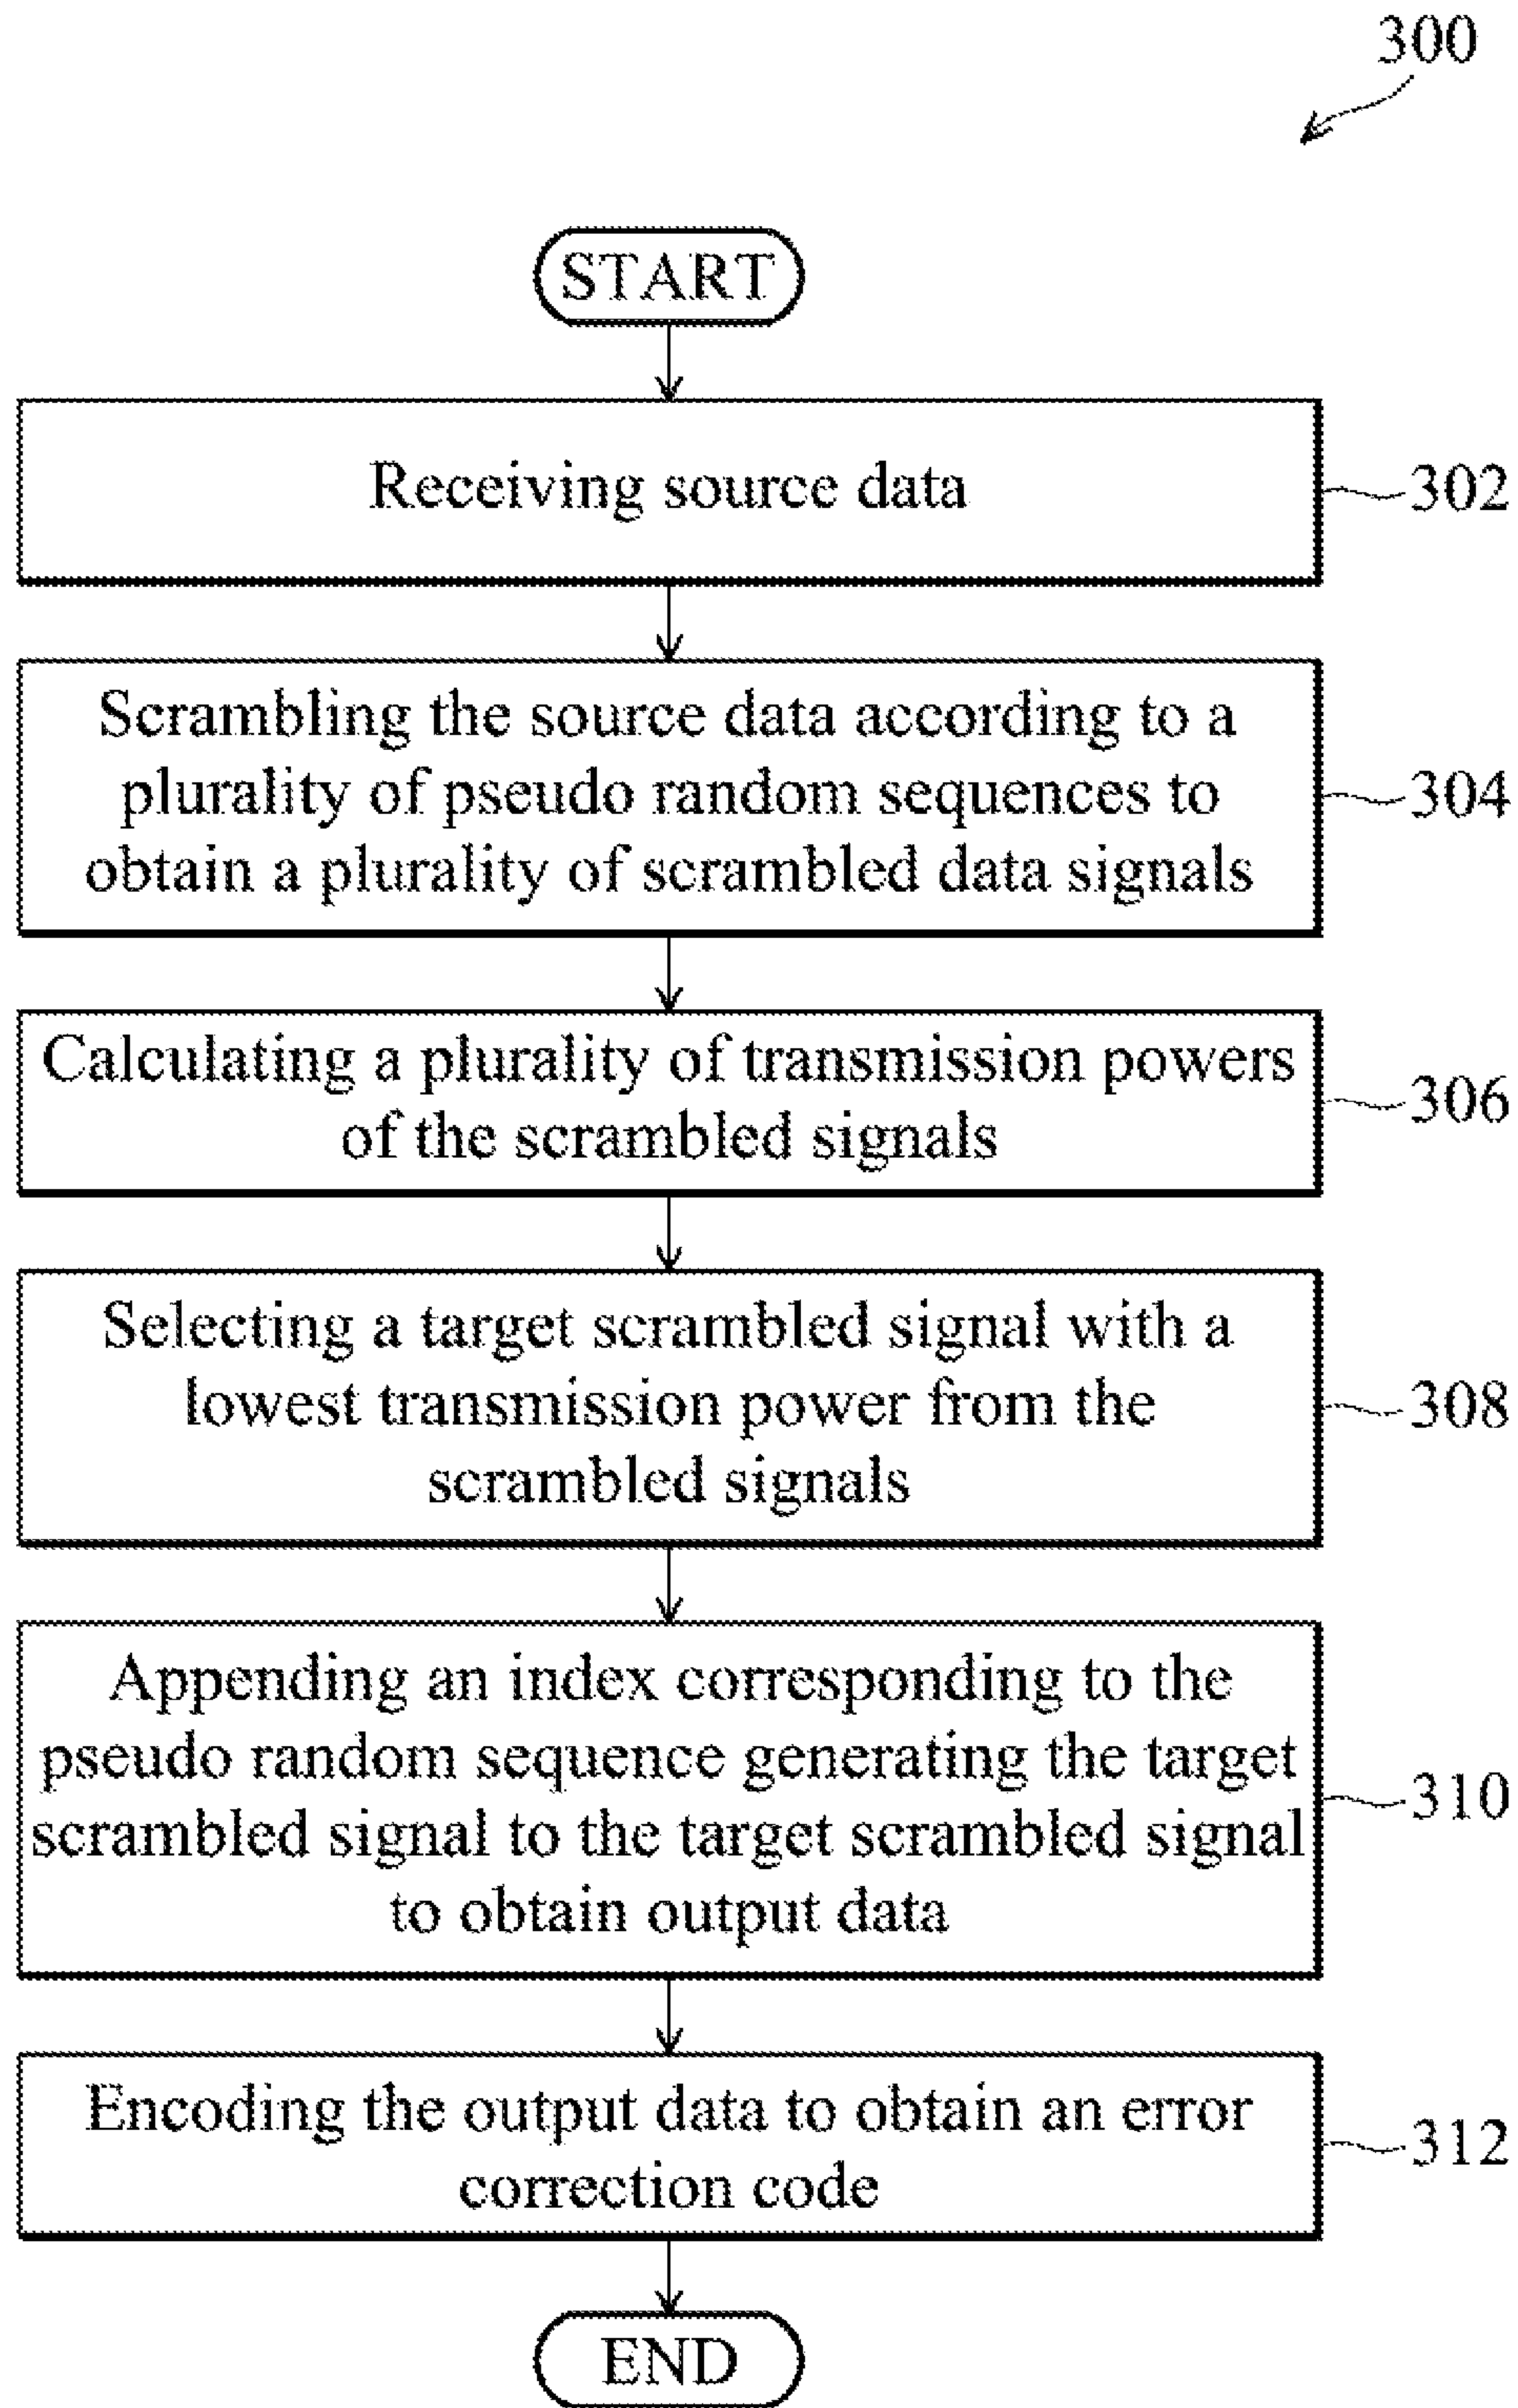 300
START
Receiving source data
302
Scrambling the source data according to a
plurality of pseudo random sequences to
obtain a plurality of scrambled data signals
304
Calculating a plurality of transmission powers
of the scrambled signals
306
Selecting a target scrambled signal with a
lowest transmission power from the
scrambled signals
308
Appending an index corresponding to the
pseudo random sequence generating the target
scrambled signal to the target scrambled signal
to obtain output data
310
Encoding the output data to obtain an error
correction code
312
END